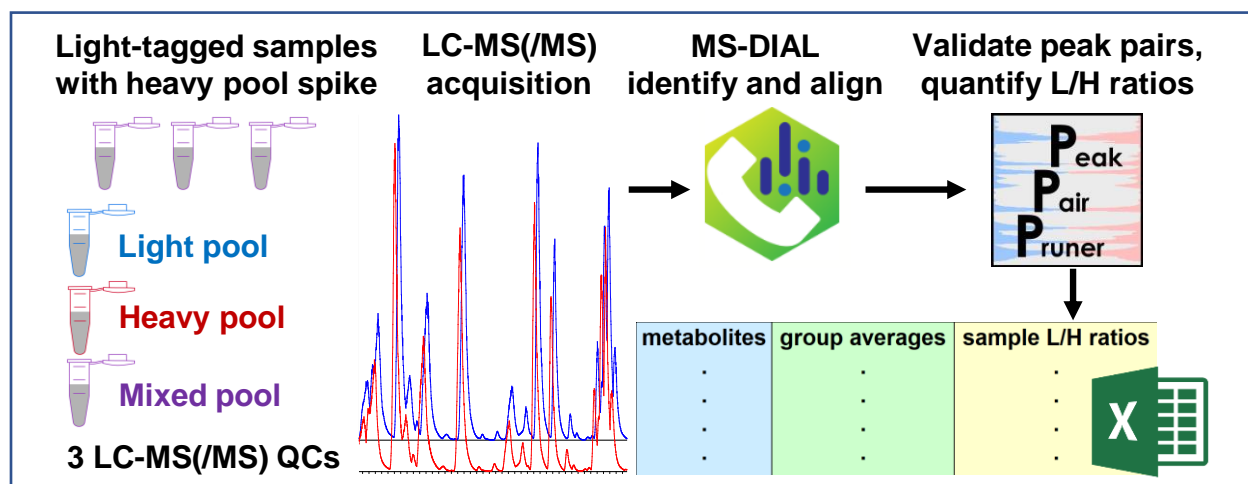 Light-tagged samples
with heavy pool spike
Light pool
Heavy pool
Mixed pool
3 LC-MS(/MS) QCs
LC-MS(/MS)
acquisition
MS-DIAL
identify and align
Validate peak pairs,
quantify L/H ratios
Peak
Pair
Pruner
metabolites group averages sample L/H ratios
X